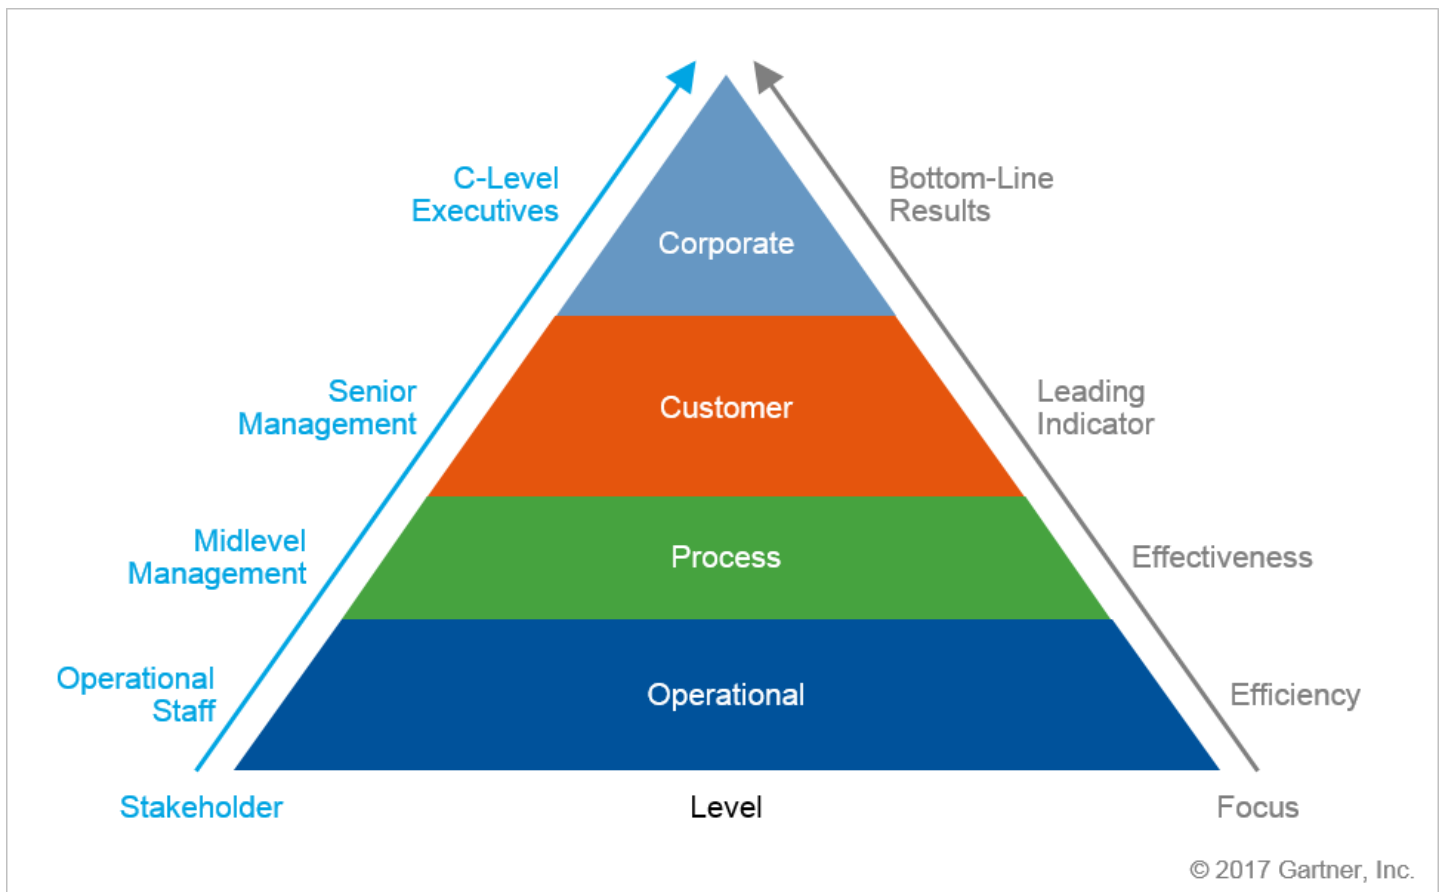 C-Level
Executives
Bottom-Line
Results
Corporate
Senior
Management
Customer
Leading
Indicator
Midlevel
Management
Process
Effectiveness
Operational
Staff
Operational
Efficiency
Stakeholder
Level
Focus
© 2017 Gartner, Inc.